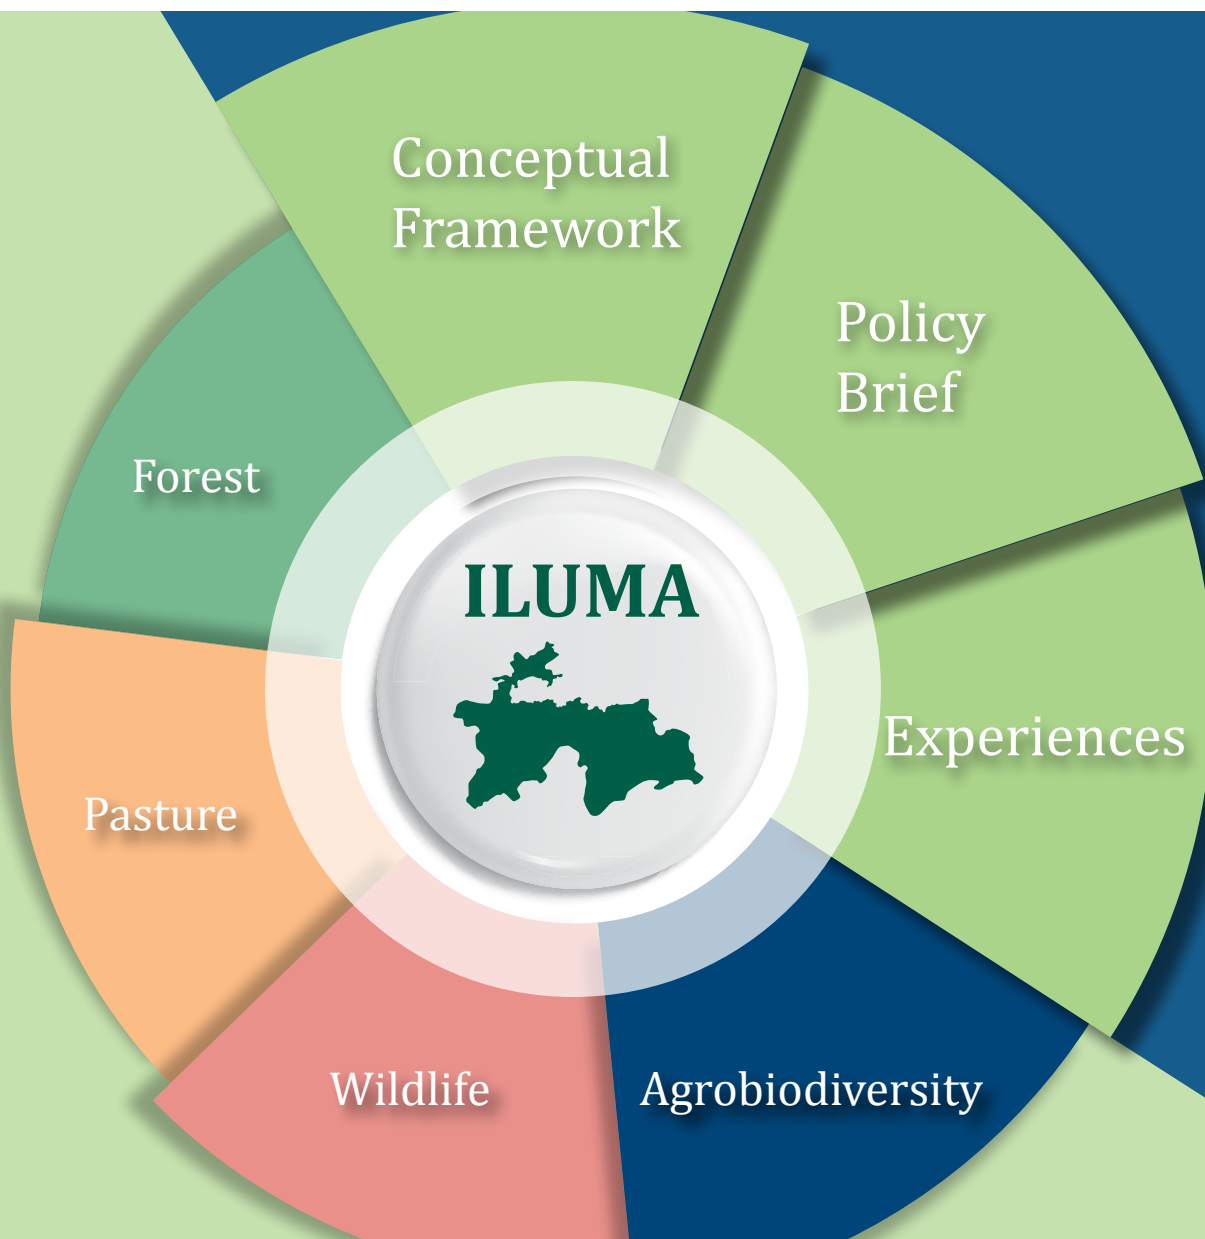 Conceptual
Framework
Policy
Brief
Forest
ILUMA
Experiences
Pasture
Wildlife
Agrobiodiversity